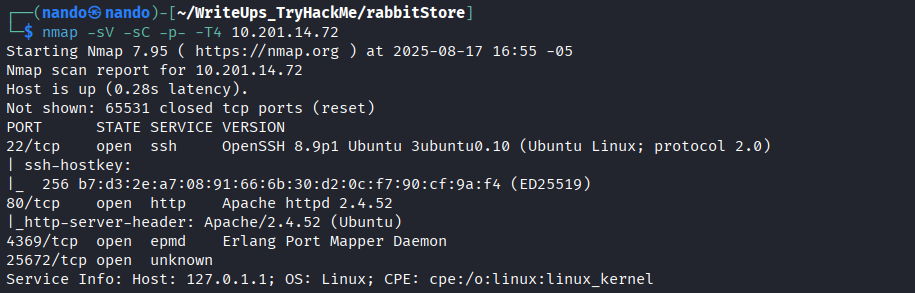 ┌──(nando㉿nando)-[~/WriteUps_TryHackMe/rabbitStore]
└─$ nmap -sV -sC -p- -T4 10.201.14.72
Starting Nmap 7.95 ( https://nmap.org ) at 2025-08-17 16:55 -05
Nmap scan report for 10.201.14.72
Host is up (0.28s latency).
Not shown: 65531 closed tcp ports (reset)
PORT      STATE SERVICE VERSION
22/tcp    open  ssh     OpenSSH 8.9p1 Ubuntu 3ubuntu0.10 (Ubuntu Linux; protocol 2.0)
| ssh-hostkey:
|_  256 b7:d3:2e:a7:08:91:66:6b:30:d2:0c:f7:90:cf:9a:f4 (ED25519)
80/tcp    open  http    Apache httpd 2.4.52
|_http-server-header: Apache/2.4.52 (Ubuntu)
4369/tcp  open  epmd    Erlang Port Mapper Daemon
25672/tcp open  unknown
Service Info: Host: 127.0.1.1; OS: Linux; CPE: cpe:/o:linux:linux_kernel